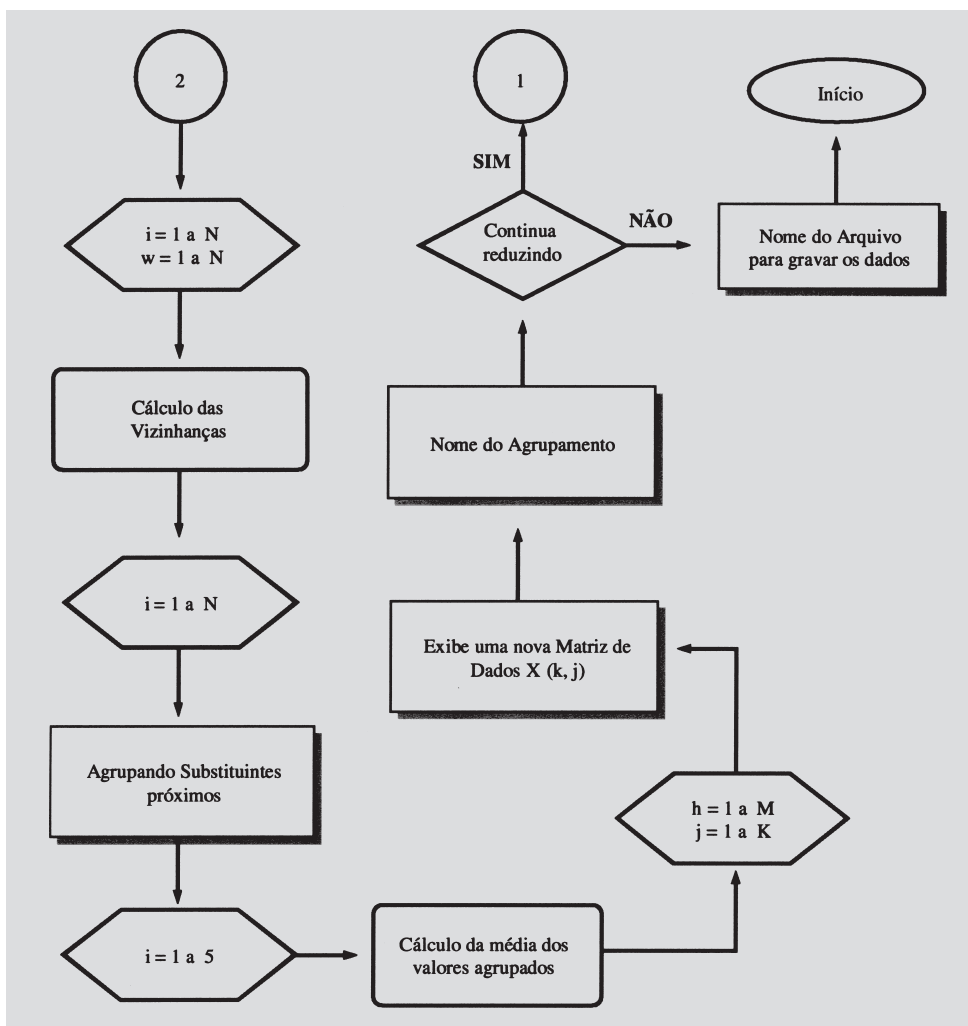 2
i = 1 a N
w = 1 a N
Cálculo das
Vizinhanças
i = 1 a N
Agrupando Substituintes
próximos
i = 1 a 5
Cálculo da média dos
valores agrupados
h = 1 a M
j = 1 a K
Exibe uma nova Matriz de
Dados X (k, j)
Nome do Agrupamento
Continua
reduzindo
SIM
1
NÃO
Nome do Arquivo
para gravar os dados
Início